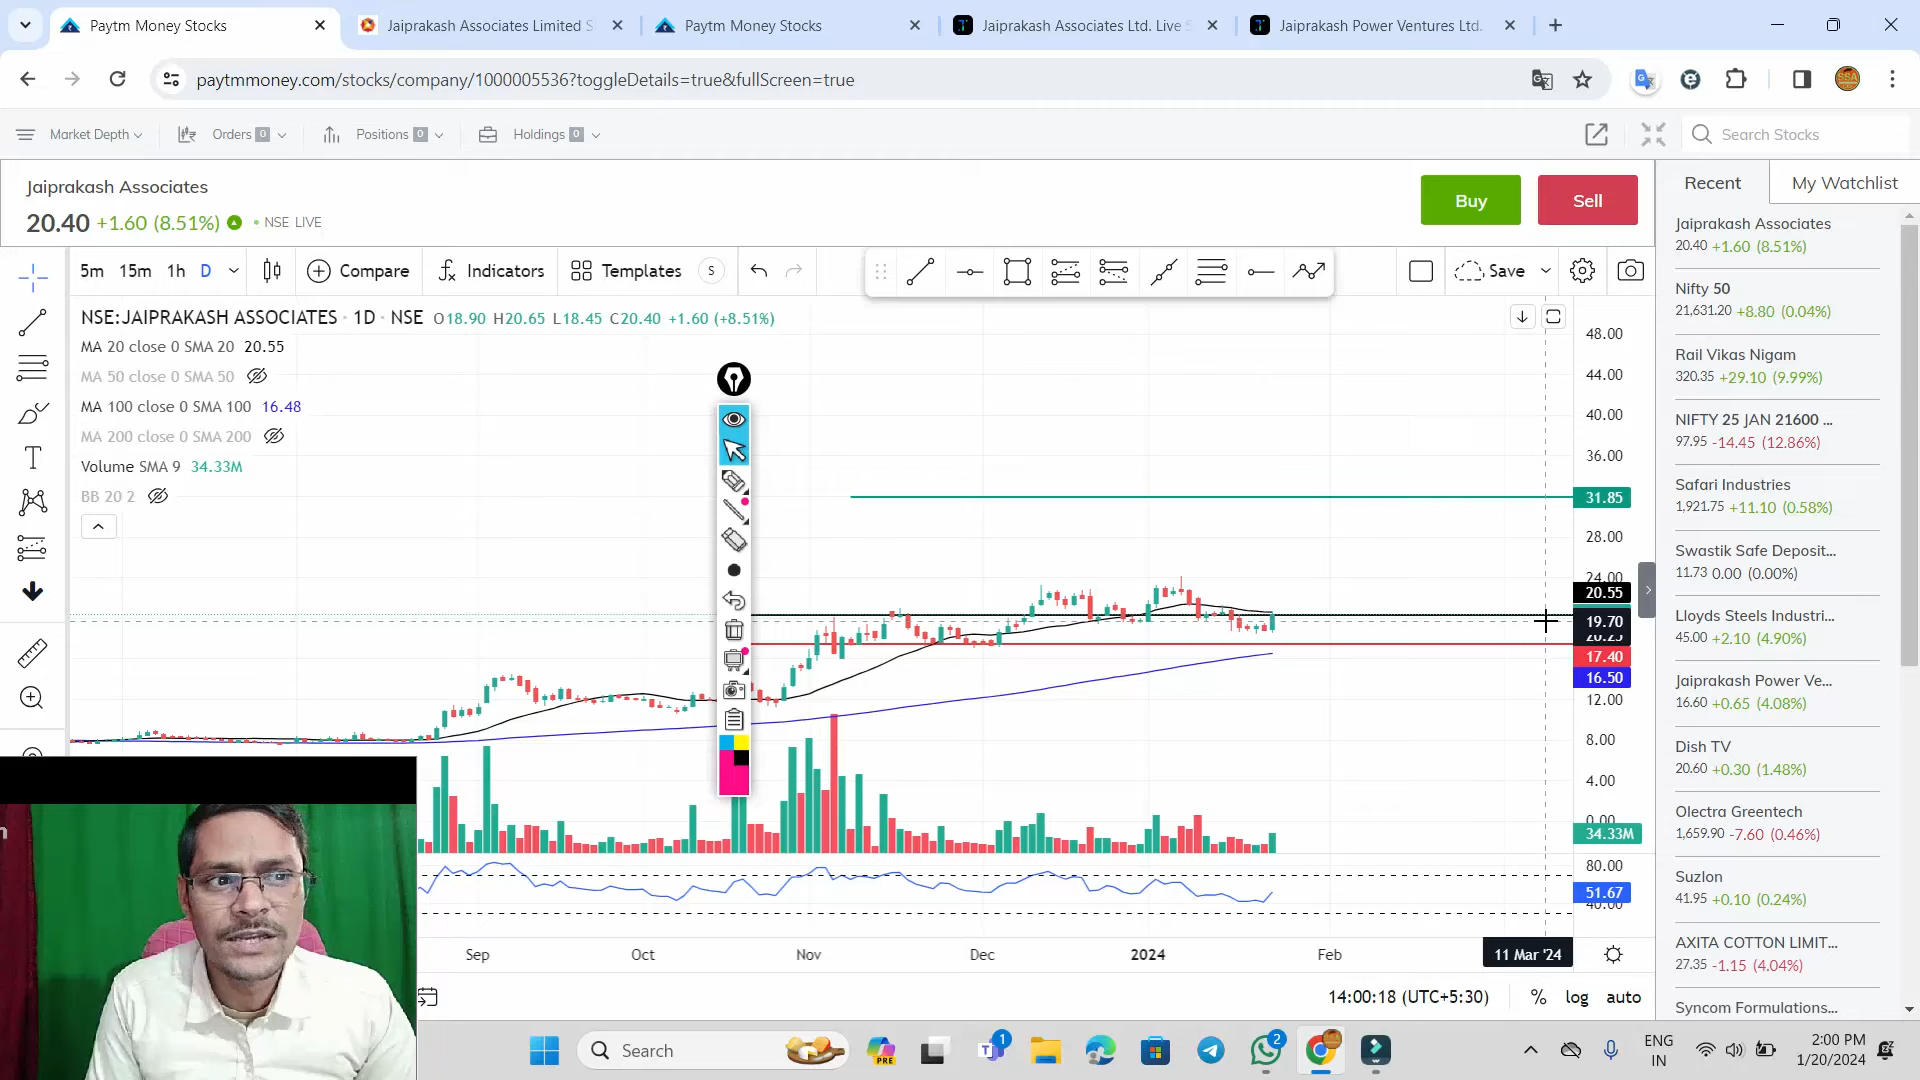 Paytm Money Stocks
Jaiprakash Associates Limited S
Paytm Money Stocks
Jaiprakash Associates Ltd. Live S
Jaiprakash Power Ventures Ltd.
paytmmoney.com/stocks/company/1000005536?toggleDetails=true&fullScreen=true
Market Depth
Orders 0
Positions 0
Holdings 0
Search Stocks
Jaiprakash Associates
20.40 +1.60 (8.51%) • NSE LIVE
Buy
Sell
Recent
My Watchlist
5m 15m 1h D
Compare
Indicators
Templates
S
Save
NSE:JAIPRAKASH ASSOCIATES · 1D · NSE O18.90 H20.65 L18.45 C20.40 +1.60 (+8.51%)
MA 20 close 0 SMA 20 20.55
MA 50 close 0 SMA 50
MA 100 close 0 SMA 100 16.48
MA 200 close 0 SMA 200
Volume SMA 9 34.33M
BB 20 2
48.00
44.00
40.00
36.00
31.85
28.00
24.00
20.55
19.70
20.25
17.40
16.50
12.00
8.00
4.00
0.00
34.33M
80.00
51.67
40.00
Sep
Oct
Nov
Dec
2024
Feb
11 Mar '24
14:00:18 (UTC+5:30)
%
log
auto
Jaiprakash Associates
20.40 +1.60 (8.51%)
Nifty 50
21,631.20 +8.80 (0.04%)
Rail Vikas Nigam
320.35 +29.10 (9.99%)
NIFTY 25 JAN 21600 ...
97.95 -14.45 (12.86%)
Safari Industries
1,921.75 +11.10 (0.58%)
Swastik Safe Deposit...
11.73 0.00 (0.00%)
Lloyds Steels Industri...
45.00 +2.10 (4.90%)
Jaiprakash Power Ve...
16.60 +0.65 (4.08%)
Dish TV
20.60 +0.30 (1.48%)
Olectra Greentech
1,659.90 -7.60 (0.46%)
Suzlon
41.95 +0.10 (0.24%)
AXITA COTTON LIMIT...
27.35 -1.15 (4.04%)
Syncom Formulations...
n
Search
PRE
1
2
ENG
IN
2:00 PM
1/20/2024